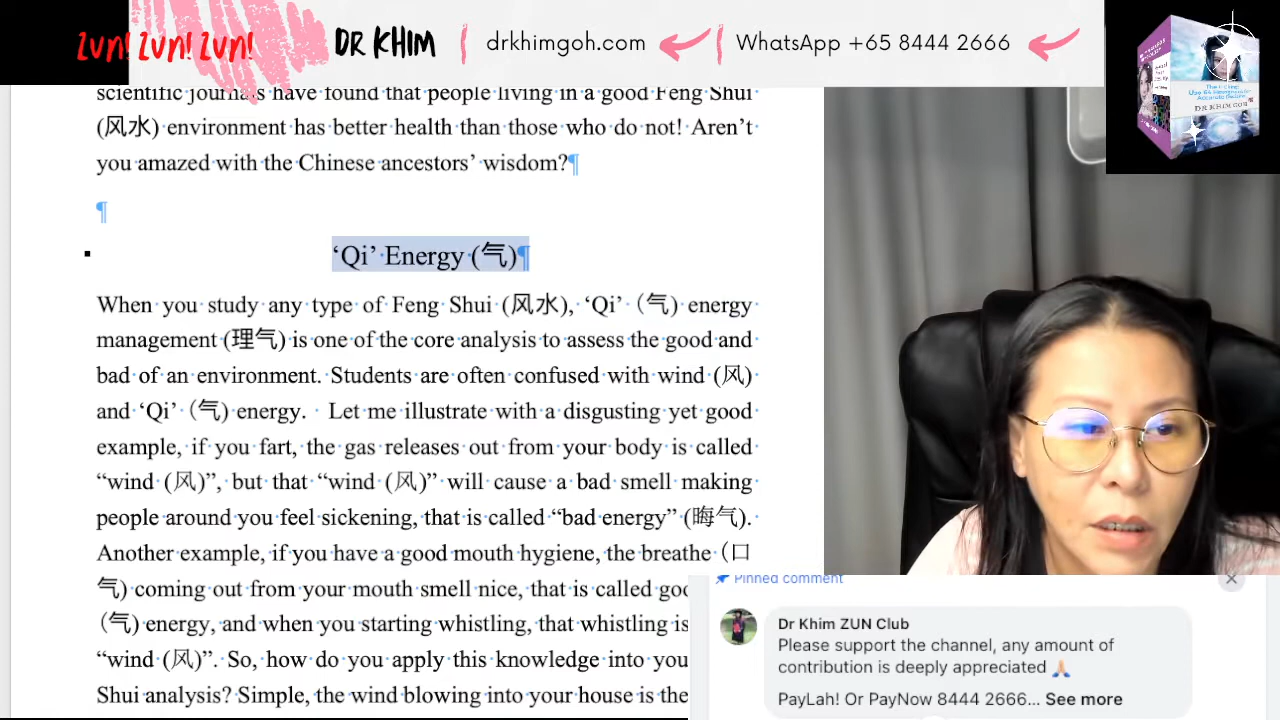 zun! zun! zun!
DR KHIM
drkhimgoh.com
WhatsApp +65 8444 2666
DR KHIM GOH
scientific journals have found that people living in a good Feng Shui
(风水) environment has better health than those who do not! Aren't
you amazed with the Chinese ancestors' wisdom?¶
¶
‘Qi’ Energy (气)¶
When you study any type of Feng Shui (风水), ‘Qi’（气) energy
management (理气) is one of the core analysis to assess the good and
bad of an environment. Students are often confused with wind (风)
and ‘Qi’（气) energy. Let me illustrate with a disgusting yet good
example, if you fart, the gas releases out from your body is called
“wind (风)”, but that “wind (风)” will cause a bad smell making
people around you feel sickening, that is called “bad energy” (晦气).
Another example, if you have a good mouth hygiene, the breathe（口
气) coming out from your mouth smell nice, that is called goo
（气) energy, and when you starting whistling, that whistling is
“wind (风)”. So, how do you apply this knowledge into you
Shui analysis? Simple, the wind blowing into your house is the
Pinned comment
Dr Khim ZUN Club
Please support the channel, any amount of
contribution is deeply appreciated 🙏🏻
PayLah! Or PayNow 8444 2666... See more